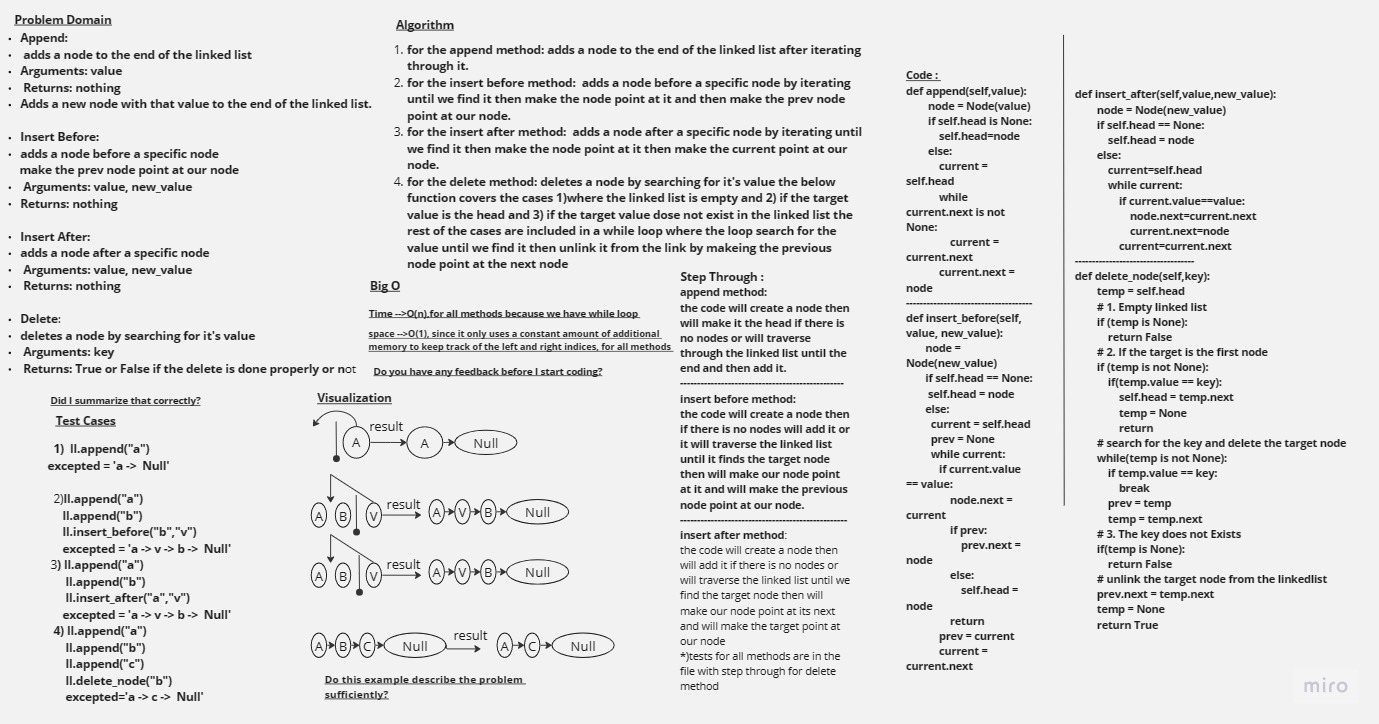 Problem Domain
• Append:
• adds a node to the end of the linked list
• Arguments: value
• Returns: nothing
• Adds a new node with that value to the end of the linked list.
• Insert Before:
• adds a node before a specific node
make the prev node point at our node
• Arguments: value, new_value
• Returns: nothing
• Insert After:
• adds a node after a specific node
• Arguments: value, new_value
• Returns: nothing
• Delete:
• deletes a node by searching for it's value
• Arguments: key
• Returns: True or False if the delete is done properly or not
Did I summarize that correctly?
Test Cases
1) ll.append("a")
excepted = 'a -> Null'
2)ll.append("a")
ll.append("b")
ll.insert_before("b","v")
excepted = 'a -> v -> b -> Null'
3) ll.append("a")
ll.append("b")
ll.insert_after("a","v")
excepted = 'a -> v -> b -> Null'
4) ll.append("a")
ll.append("b")
ll.append("c")
ll.delete_node("b")
excepted='a -> c -> Null'
Algorithm
1. for the append method: adds a node to the end of the linked list after iterating
through it.
2. for the insert before method: adds a node before a specific node by iterating
until we find it then make the node point at it and then make the prev node
point at our node.
3. for the insert after method: adds a node after a specific node by iterating until
we find it then make the node point at it then make the current point at our
node.
4. for the delete method: deletes a node by searching for it's value the below
function covers the cases 1)where the linked list is empty and 2) if the target
value is the head and 3) if the target value dose not exist in the linked list the
rest of the cases are included in a while loop where the loop search for the
value until we find it then unlink it from the link by makeing the previous
node point at the next node
Big O
Time -->O(n),for all methods because we have while loop
space -->O(1), since it only uses a constant amount of additional
memory to keep track of the left and right indices, for all methods
Do you have any feedback before I start coding?
Visualization
A result A Null
A B V result A V B Null
A B V result A V B Null
A B C Null result A C Null
Do this example describe the problem
sufficiently?
Step Through :
append method:
the code will create a node then
will make it the head if there is
no nodes or will traverse
through the linked list until the
end and then add it.
------------------------------------------------
insert before method:
the code will create a node then
if there is no nodes will add it or
it will traverse the linked list
until it finds the target node
then will make our node point
at it and will make the previous
node point at our node.
------------------------------------------------
insert after method:
the code will create a node then
will add it if there is no nodes or
will traverse the linked list until we
find the target node then will
make our node point at its next
and will make the target point at
our node
*)tests for all methods are in the
file with step through for delete
method
Code :
def append(self,value):
node = Node(value)
if self.head is None:
self.head=node
else:
current =
self.head
while
current.next is not
None:
current =
current.next
current.next =
node
-------------------------------------
def insert_before(self,
value, new_value):
node =
Node(new_value)
if self.head == None:
self.head = node
else:
current = self.head
prev = None
while current:
if current.value
== value:
node.next =
current
if prev:
prev.next =
node
else:
self.head =
node
return
prev = current
current =
current.next
def insert_after(self,value,new_value):
node = Node(new_value)
if self.head == None:
self.head = node
else:
current=self.head
while current:
if current.value==value:
node.next=current.next
current.next=node
current=current.next
-----------------------------------
def delete_node(self,key):
temp = self.head
# 1. Empty linked list
if (temp is None):
return False
# 2. If the target is the first node
if (temp is not None):
if(temp.value == key):
self.head = temp.next
temp = None
return
# search for the key and delete the target node
while(temp is not None):
if temp.value == key:
break
prev = temp
temp = temp.next
# 3. The key does not Exists
if(temp is None):
return False
# unlink the target node from the linkedlist
prev.next = temp.next
temp = None
return True
miro